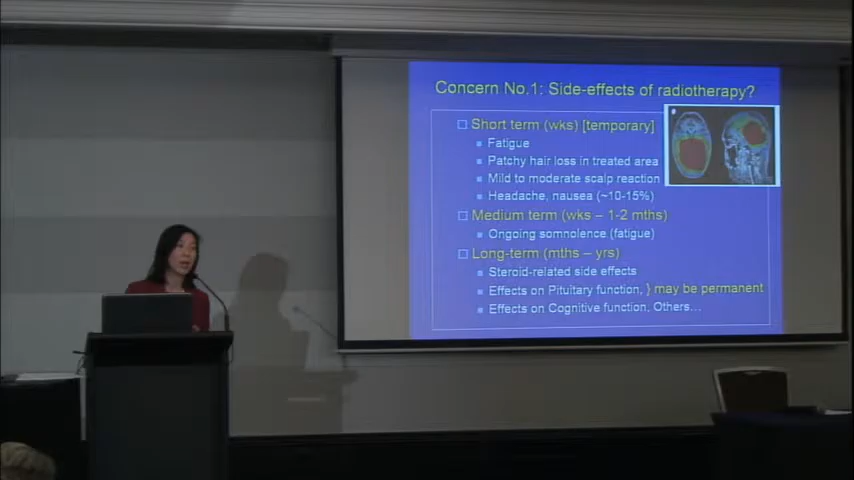 Concern No.1: Side-effects of radiotherapy?
Short term (wks) [temporary]
Fatigue
Patchy hair loss in treated area
Mild to moderate scalp reaction
Headache, nausea (~10-15%)
Medium term (wks – 1-2 mths)
Ongoing somnolence (fatigue)
Long-term (mths – yrs)
Steroid-related side effects
Effects on Pituitary function, } may be permanent
Effects on Cognitive function, Others...